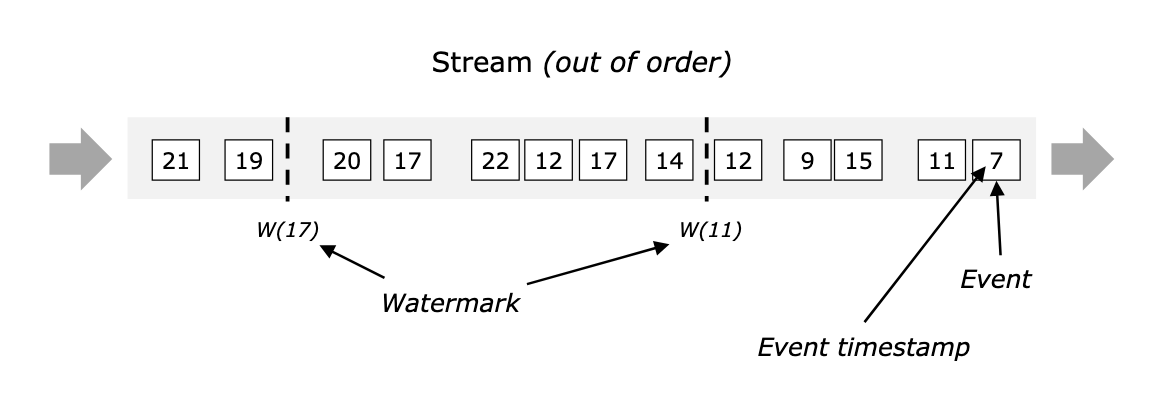 Stream (out of order)
21 19 20 17 22 12 17 14 12 9 15 11 7
W(17) W(11)
Event
Watermark
Event timestamp